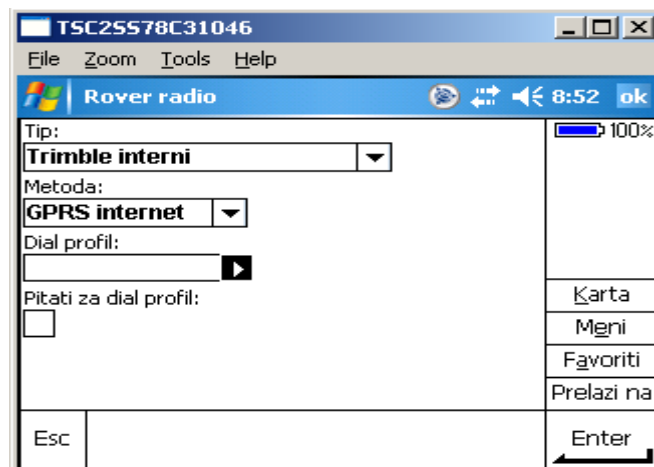 TSC2SS78C31046
File Zoom Tools Help
Rover radio 8:52 ok
Tip:
100%
Trimble interni
Metoda:
GPRS internet
Dial profil:
Pitati za dial profil:
Karta
Meni
Favoriti
Prelazi na
Esc
Enter